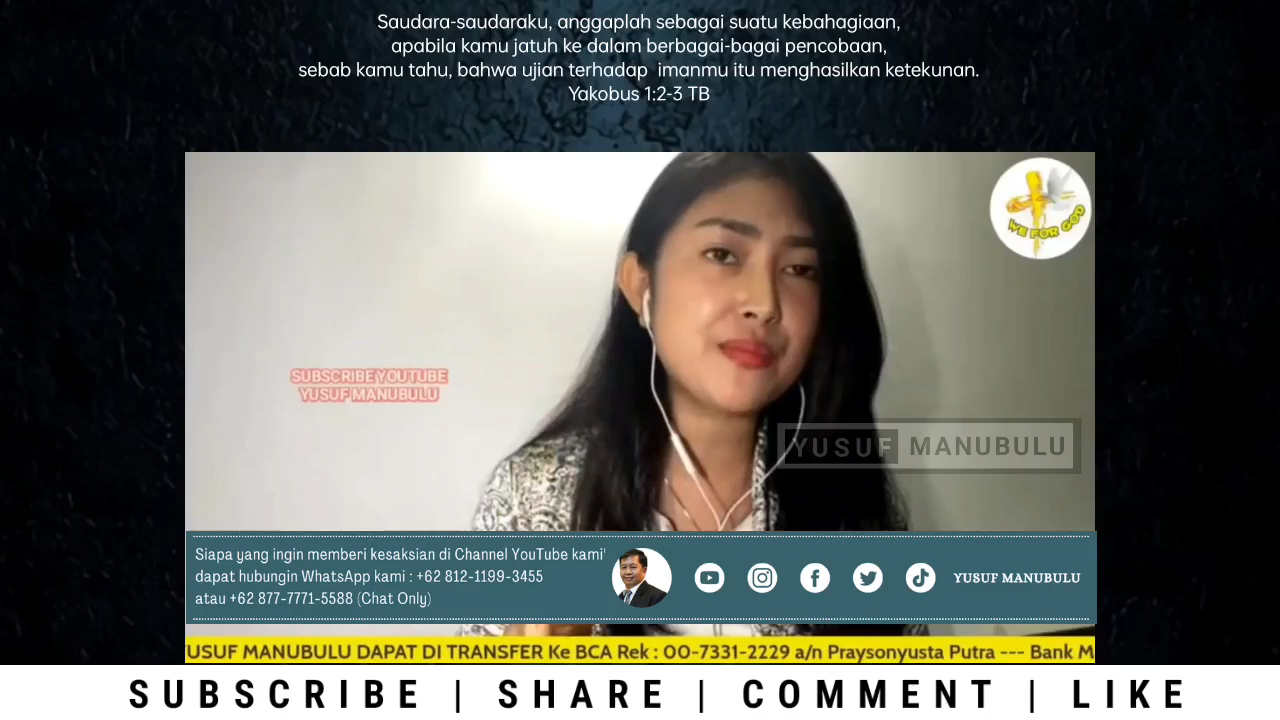 Saudara-saudaraku, anggaplah sebagai suatu kebahagiaan,
apabila kamu jatuh ke dalam berbagai-bagai pencobaan,
sebab kamu tahu, bahwa ujian terhadap imanmu itu menghasilkan ketekunan.
Yakobus 1:2-3 TB
WE FOR GOD
SUBSCRIBE YOUTUBE
YUSUF MANUBULU
YUSUF MANUBULU
Siapa yang ingin memberi kesaksian di Channel YouTube kami'
dapat hubungin WhatsApp kami : +62 812-1199-3455
atau +62 877-7771-5588 (Chat Only)
YUSUF MANUBULU
YUSUF MANUBULU DAPAT DI TRANSFER Ke BCA Rek : 00-7331-2229 a/n Praysonyusta Putra --- Bank M
SUBSCRIBE | SHARE | COMMENT | LIKE